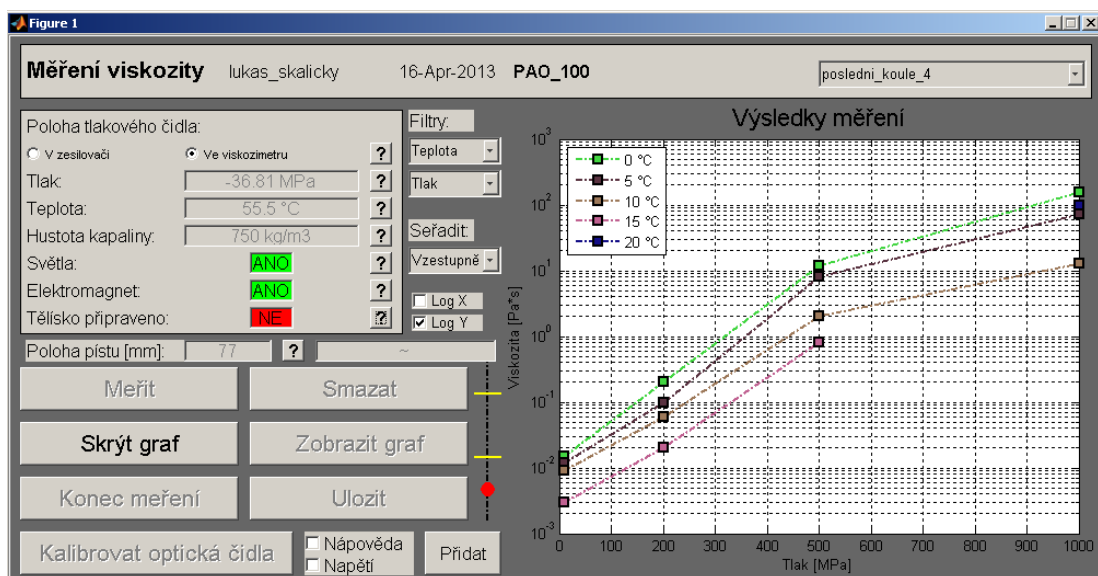 Figure 1
Měření viskozity lukas_skalicky 16-Apr-2013 PAO_100 posledni_koule_4
Poloha tlakového čidla:
V zesilovači Ve viskozimetru ?
Tlak: -36.81 MPa ?
Teplota: 55.5 °C ?
Hustota kapaliny: 750 kg/m3 ?
Světla: ANO ?
Elektromagnet: ANO ?
Tělísko připraveno: NE ?
Poloha pístu [mm]: 77 ? ~
Filtry:
Teplota
Tlak
Seřadit:
Vzestupně
Log X
Log Y
Meřit Smazat
Skrýt graf Zobrazit graf
Konec meření Ulozit
Kalibrovat optická čidla
Nápověda
Napětí
Přidat
Výsledky měření
0 °C
5 °C
10 °C
15 °C
20 °C
Viskozita [Pa*s]
10^3
10^2
10^1
10^0
10^-1
10^-2
10^-3
0 100 200 300 400 500 600 700 800 900 1000
Tlak [MPa]